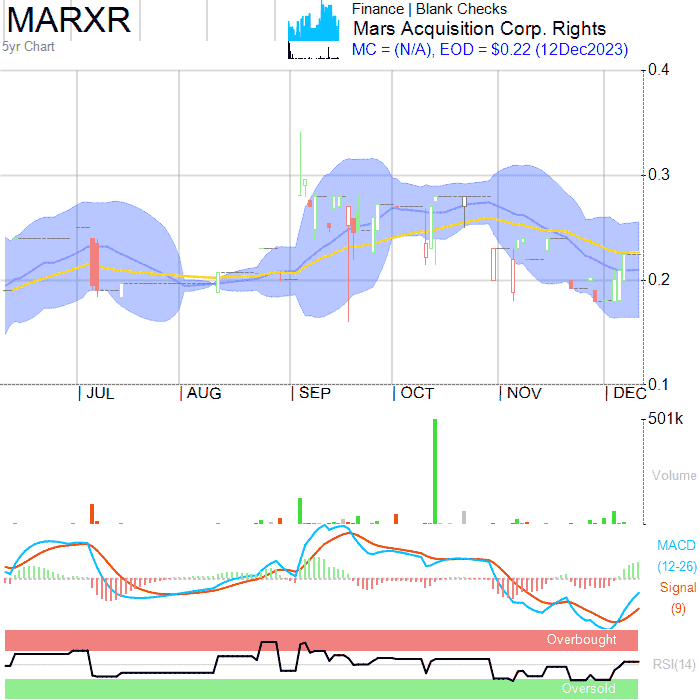 MARXR
5yr Chart
Finance | Blank Checks
Mars Acquisition Corp. Rights
MC = (N/A), EOD = $0.22 (12Dec2023)
0.4
0.3
0.2
0.1
| JUL | AUG | SEP | OCT | NOV | DEC
501k
Volume
MACD
(12-26)
Signal
(9)
Overbought
RSI(14)
Oversold